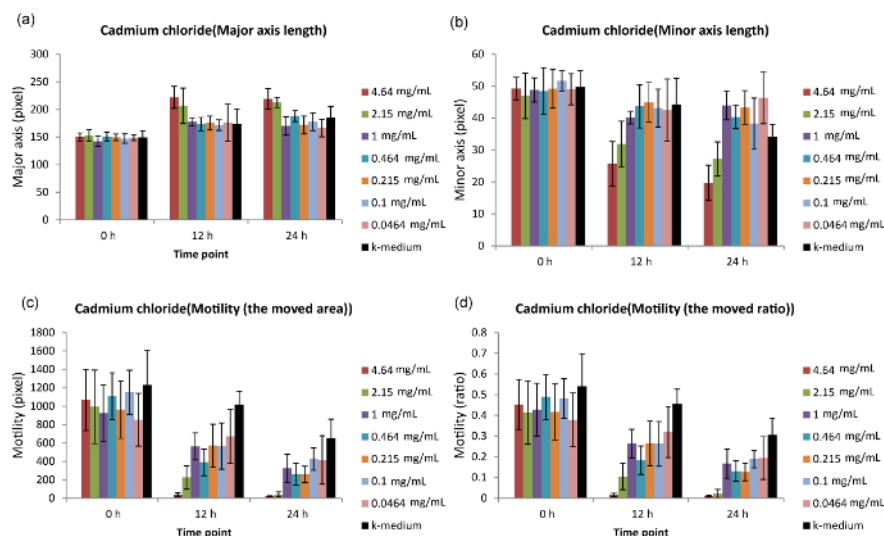 (a)
Cadmium chloride(Major axis length)
300
250
200
150
100
50
0
Major axis (pixel)
0 h
12 h
24 h
Time point
4.64 mg/mL
2.15 mg/mL
1 mg/mL
0.464 mg/mL
0.215 mg/mL
0.1 mg/mL
0.0464 mg/mL
k-medium
(b)
Cadmium chloride(Minor axis length)
60
50
40
30
20
10
0
Minor axis (pixel)
0 h
12 h
24 h
4.64 mg/mL
2.15 mg/mL
1 mg/mL
0.464 mg/mL
0.215 mg/mL
0.1 mg/mL
0.0464 mg/mL
k-medium
(c)
Cadmium chloride(Motility (the moved area))
1800
1600
1400
1200
1000
800
600
400
200
0
Motility (pixel)
0 h
12 h
24 h
Time point
4.64 mg/mL
2.15 mg/mL
1 mg/mL
0.464 mg/mL
0.215 mg/mL
0.1 mg/mL
0.0464 mg/mL
k-medium
(d)
Cadmium chloride(Motility (the moved ratio))
0.8
0.7
0.6
0.5
0.4
0.3
0.2
0.1
0
Motility (ratio)
0 h
12 h
24 h
Time point
4.64 mg/mL
2.15 mg/mL
1 mg/mL
0.464 mg/mL
0.215 mg/mL
0.1 mg/mL
0.0464 mg/mL
k-medium